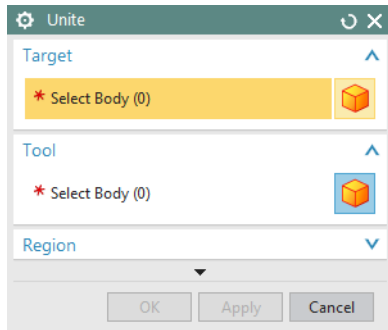 Unite
Target
* Select Body (0)
Tool
* Select Body (0)
Region
OK Apply Cancel